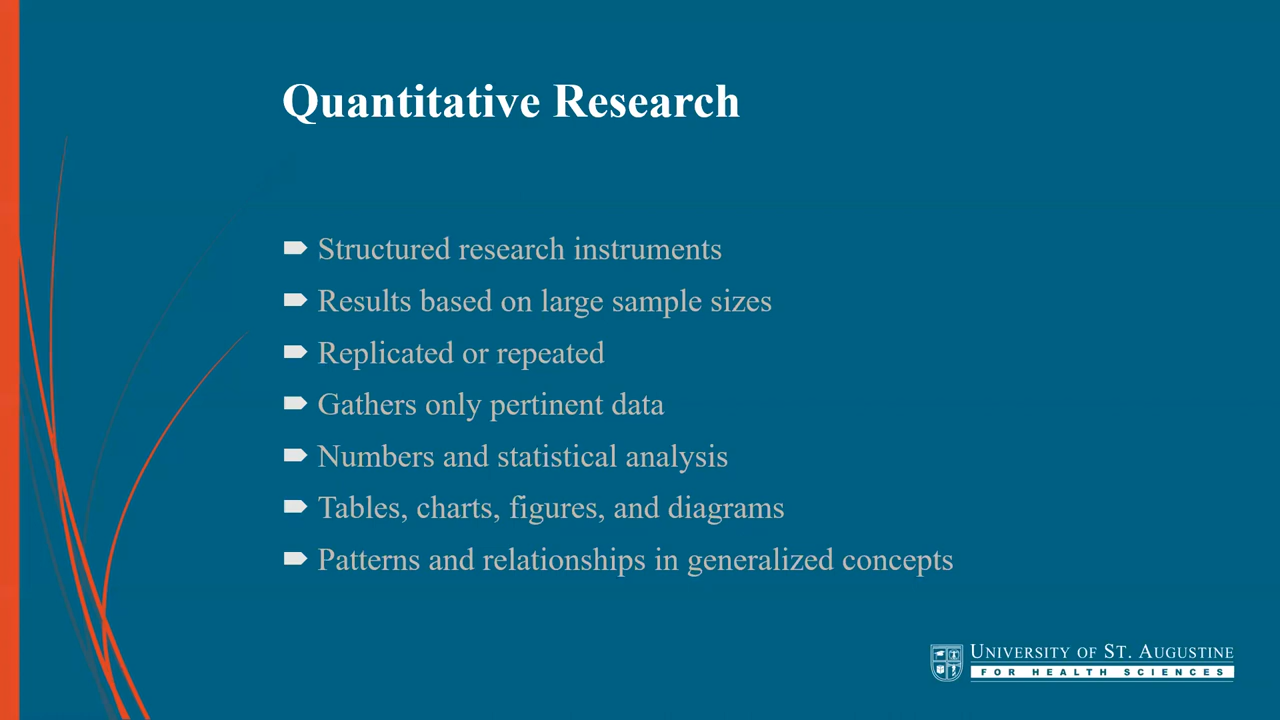 Quantitative Research
Structured research instruments
Results based on large sample sizes
Replicated or repeated
Gathers only pertinent data
Numbers and statistical analysis
Tables, charts, figures, and diagrams
Patterns and relationships in generalized concepts
UNIVERSITY OF ST. AUGUSTINE
FOR HEALTH SCIENCES